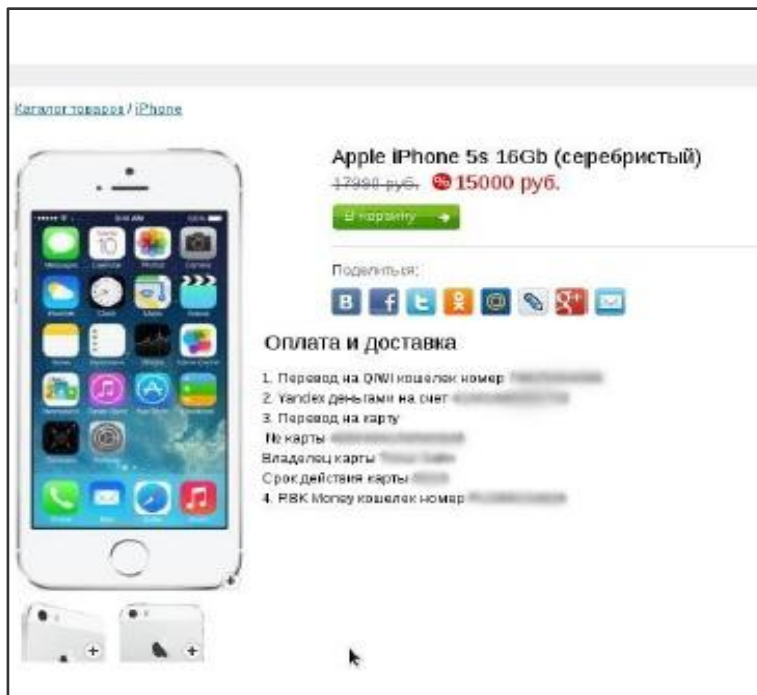 Каталог товаров / iPhone
Apple iPhone 5s 16Gb (серебристый)
17990 руб. % 15000 руб.
В корзину
Поделиться:
Оплата и доставка
1. Перевод на QIWI кошелек номер
2. Yandex деньгами на счет
3. Перевод на карту
№ карты
Владелец карты
Срок действия карты
4. RBK Money кошелек номер